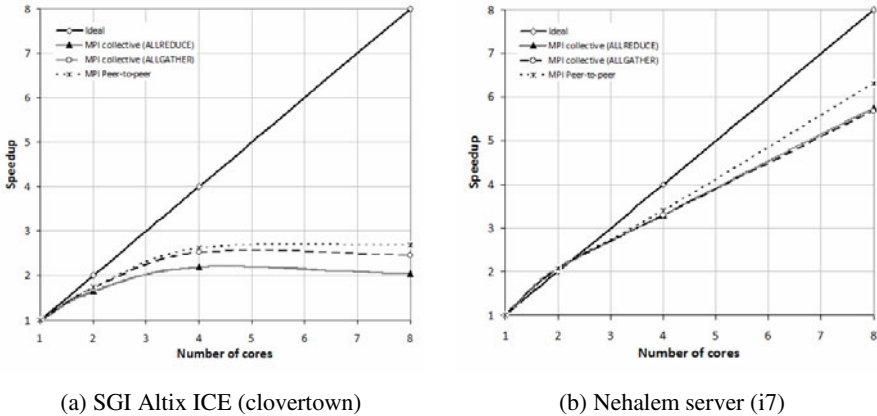 8
7
6
5
4
3
2
1
Speedup
Ideal
MPI collective (ALLREDUCE)
MPI collective (ALLGATHER)
MPI Peer-to-peer
1 2 3 4 5 6 7 8
Number of cores
(a) SGI Altix ICE (clovertown)
8
7
6
5
4
3
2
1
Speedup
Ideal
MPI collective (ALLREDUCE)
MPI collective (ALLGATHER)
MPI Peer-to-peer
1 2 3 4 5 6 7 8
Number of cores
(b) Nehalem server (i7)